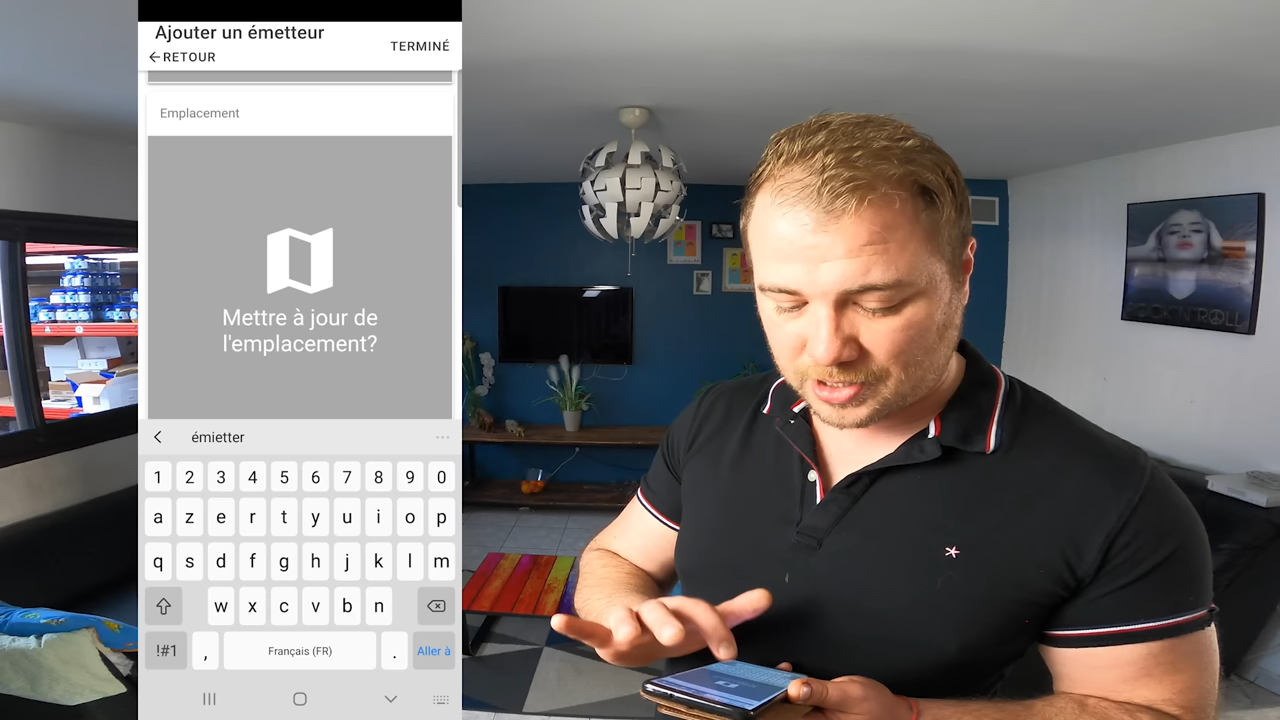 Ajouter un émetteur
RETOUR
TERMINÉ
Emplacement
Mettre à jour de
l'emplacement?
émietter
1 2 3 4 5 6 7 8 9 0
a z e r t y u i o p
q s d f g h j k l m
w x c v b n
!#1 , Français (FR) . Aller à
ROCK'N'ROLL